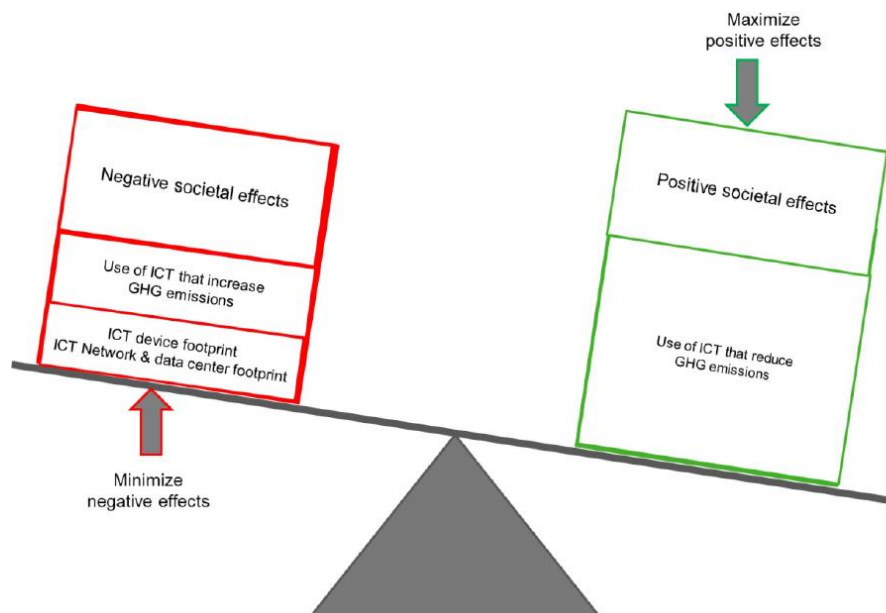 Maximize
positive effects
Negative societal effects
Use of ICT that increase
GHG emissions
ICT device footprint
ICT Network & data center footprint
Minimize
negative effects
Positive societal effects
Use of ICT that reduce
GHG emissions